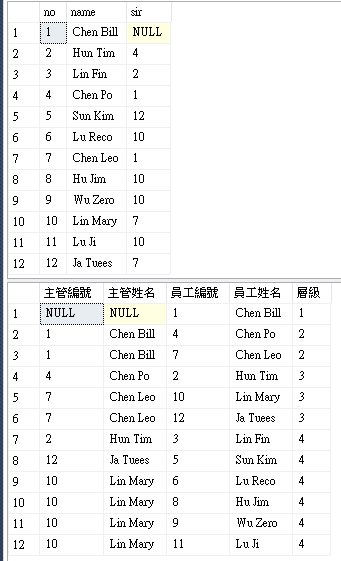 no name sir
1 1 Chen Bill NULL
2 2 Hun Tim 4
3 3 Lin Fin 2
4 4 Chen Po 1
5 5 Sun Kim 12
6 6 Lu Reco 10
7 7 Chen Leo 1
8 8 Hu Jim 10
9 9 Wu Zero 10
10 10 Lin Mary 7
11 11 Lu Ji 10
12 12 Ja Tuees 7
主管編號 主管姓名 員工編號 員工姓名 層級
1 NULL NULL 1 Chen Bill 1
2 1 Chen Bill 4 Chen Po 2
3 1 Chen Bill 7 Chen Leo 2
4 4 Chen Po 2 Hun Tim 3
5 7 Chen Leo 10 Lin Mary 3
6 7 Chen Leo 12 Ja Tuees 3
7 2 Hun Tim 3 Lin Fin 4
8 12 Ja Tuees 5 Sun Kim 4
9 10 Lin Mary 6 Lu Reco 4
10 10 Lin Mary 8 Hu Jim 4
11 10 Lin Mary 9 Wu Zero 4
12 10 Lin Mary 11 Lu Ji 4